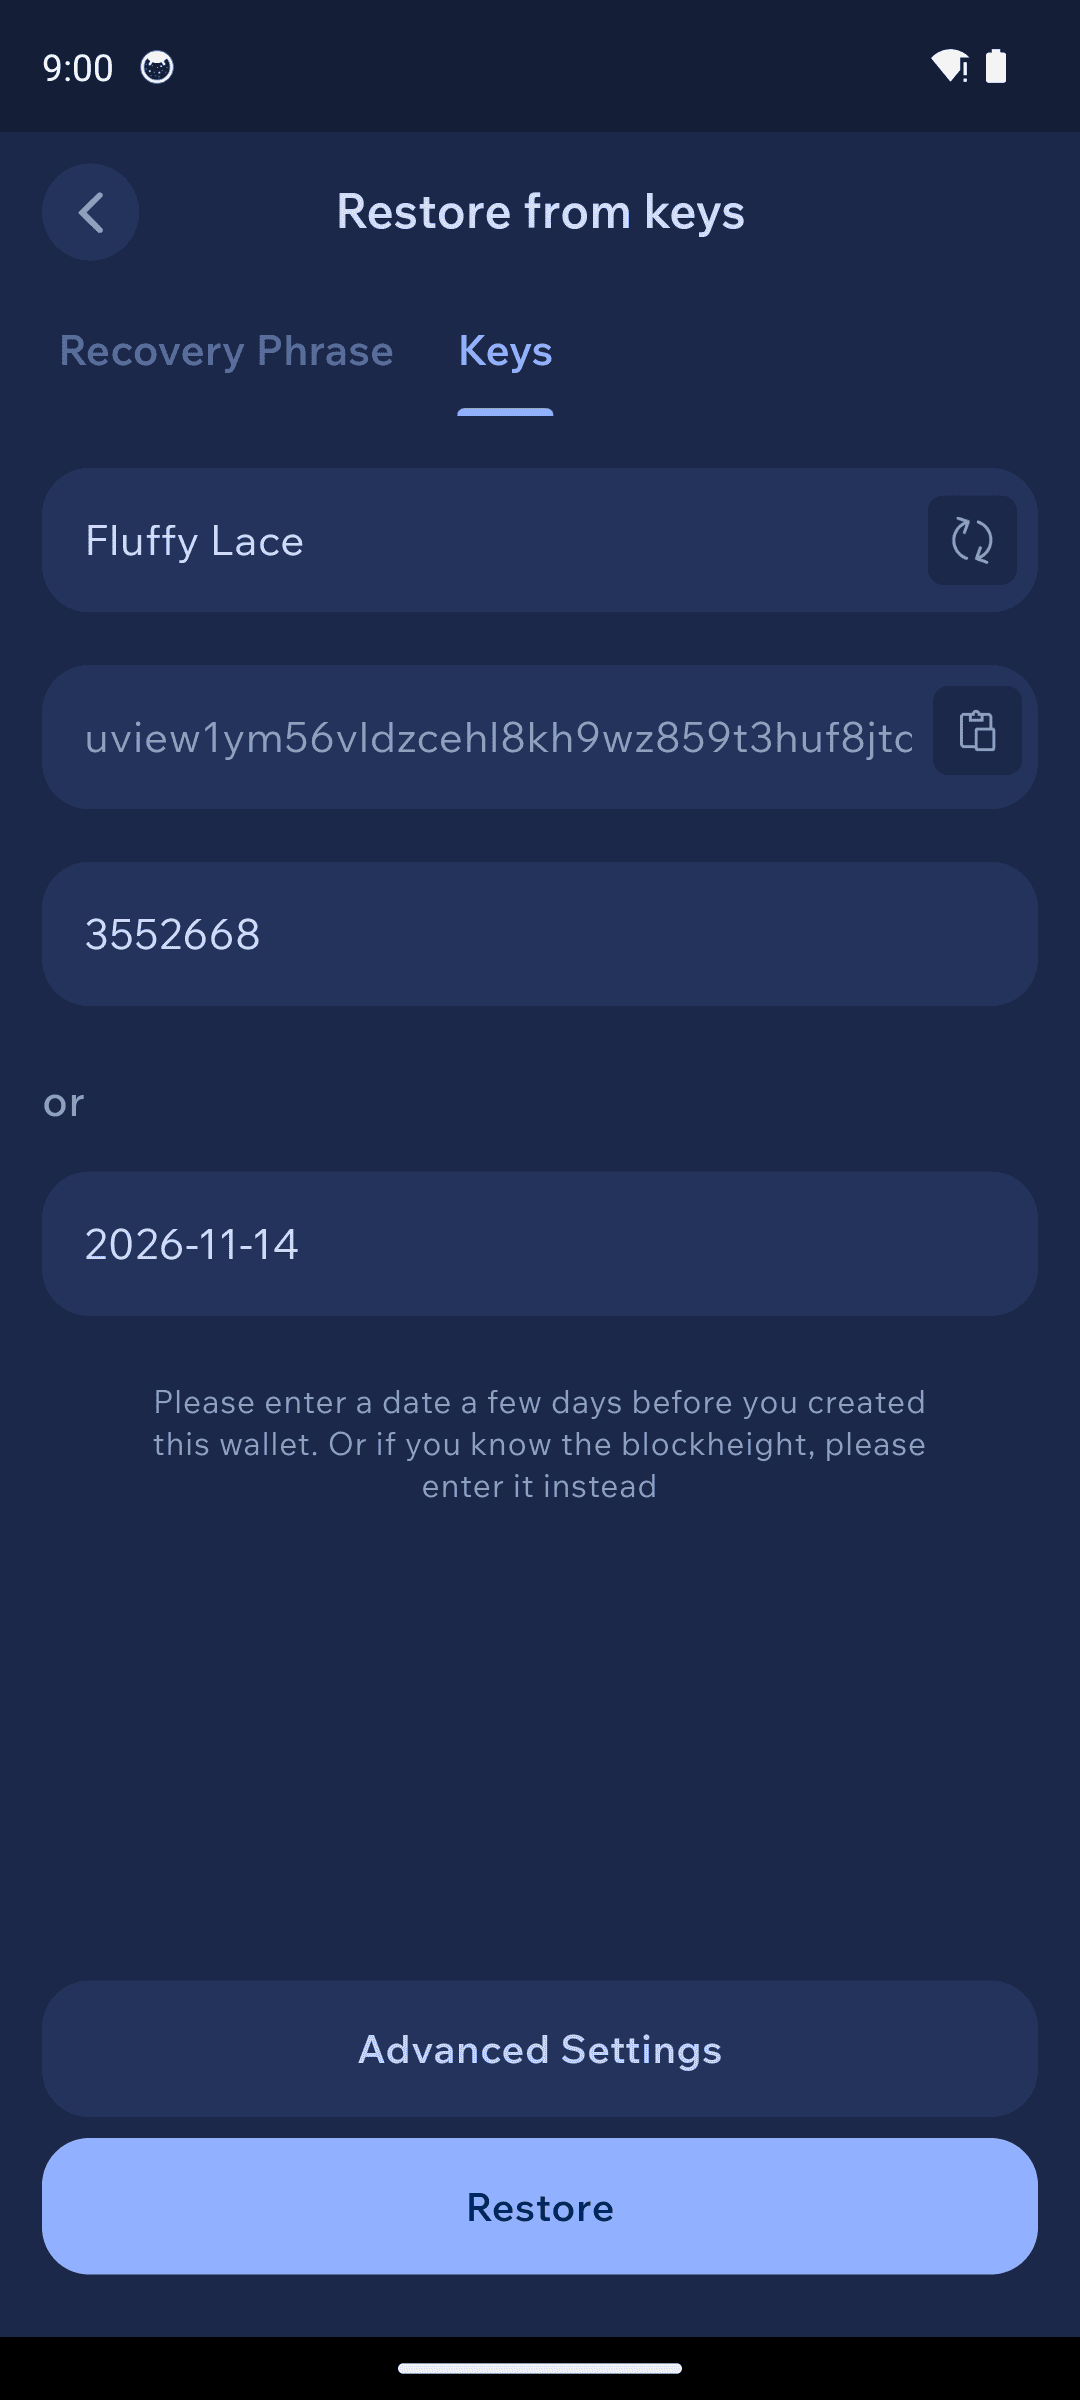 9:00
Restore from keys
Recovery Phrase
Keys
Fluffy Lace
uview1ym56vldzcehl8kh9wz859t3huf8jtc
3552668
or
2026-11-14
Please enter a date a few days before you created
this wallet. Or if you know the blockheight, please
enter it instead
Advanced Settings
Restore